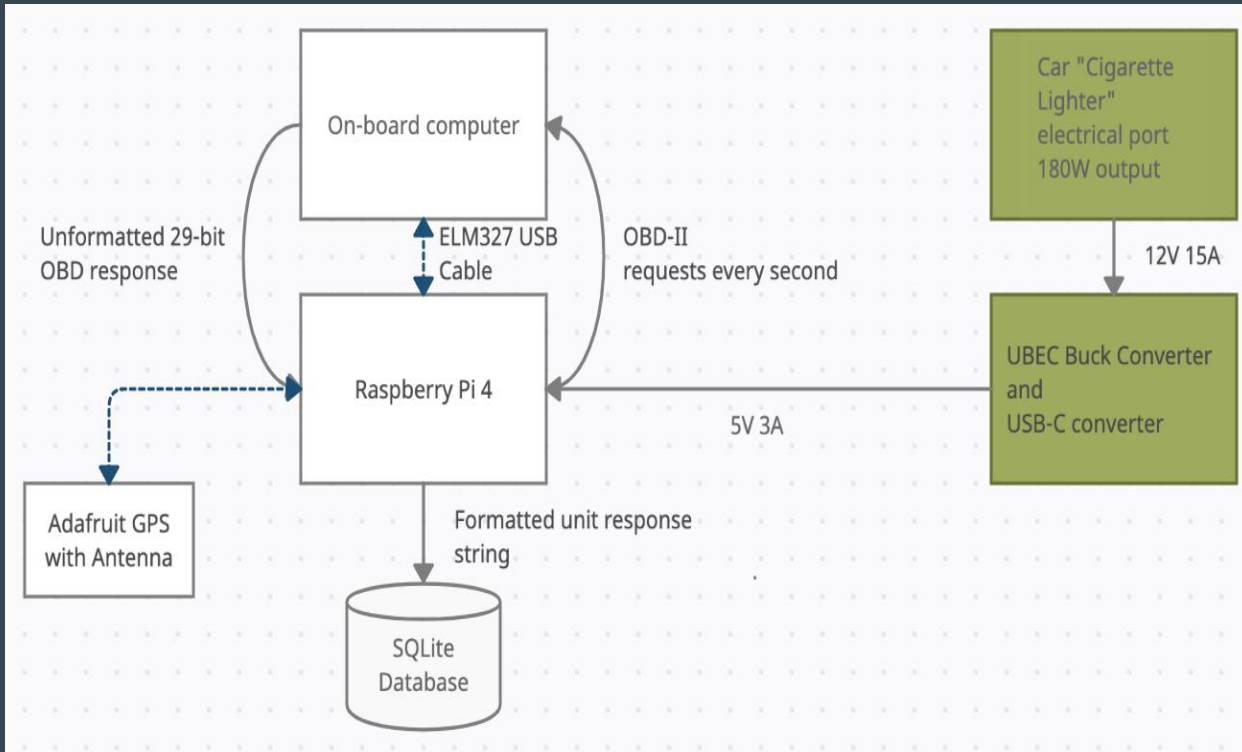 On-board computer
Car "Cigarette
Lighter"
electrical port
180W output
Unformatted 29-bit
OBD response
ELM327 USB
Cable
OBD-II
requests every second
12V 15A
Raspberry Pi 4
UBEC Buck Converter
and
USB-C converter
5V 3A
Adafruit GPS
with Antenna
Formatted unit response
string
SQLite
Database